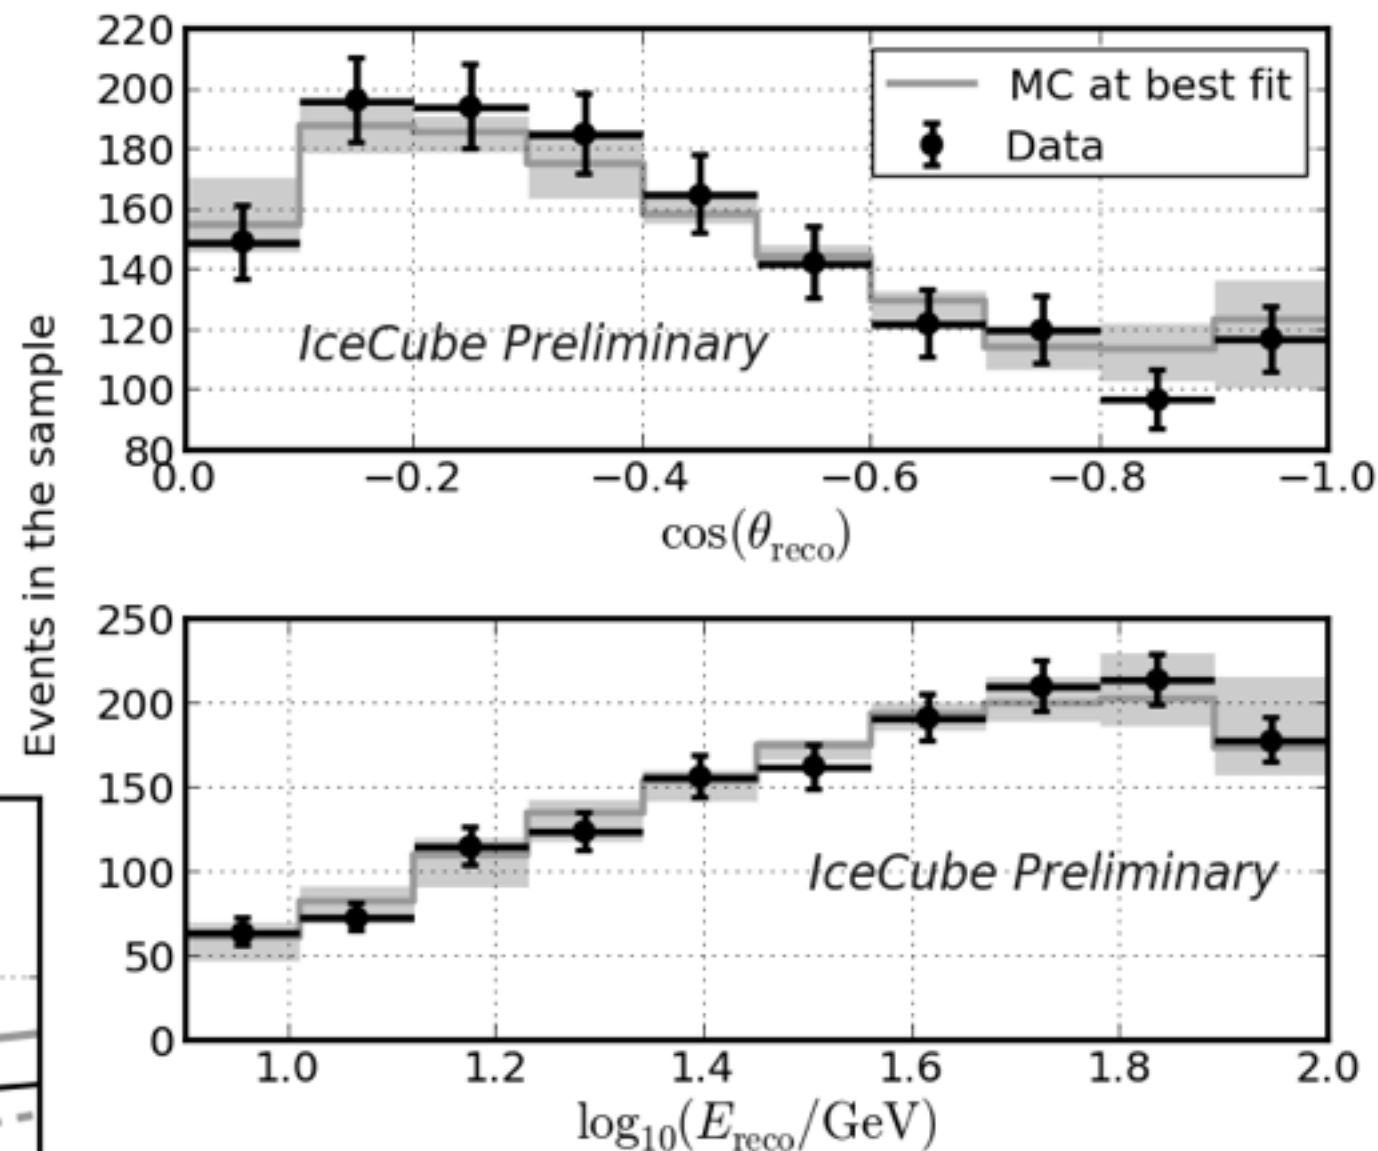 Events in the sample
220
200
180
160
140
120
100
80
MC at best fit
Data
IceCube Preliminary
0.0 −0.2 −0.4 −0.6 −0.8 −1.0
cos(θreco)
250
200
150
100
50
0
IceCube Preliminary
1.0 1.2 1.4 1.6 1.8 2.0
log10(Ereco/GeV)